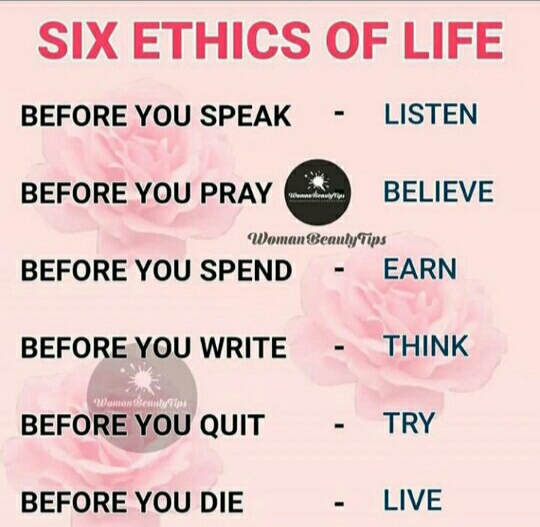 SIX ETHICS OF LIFE
BEFORE YOU SPEAK - LISTEN
BEFORE YOU PRAY BELIEVE
WomanBeautyTips
WomanBeautyTips
BEFORE YOU SPEND - EARN
BEFORE YOU WRITE - THINK
WomanBeautyTips
BEFORE YOU QUIT - TRY
BEFORE YOU DIE - LIVE